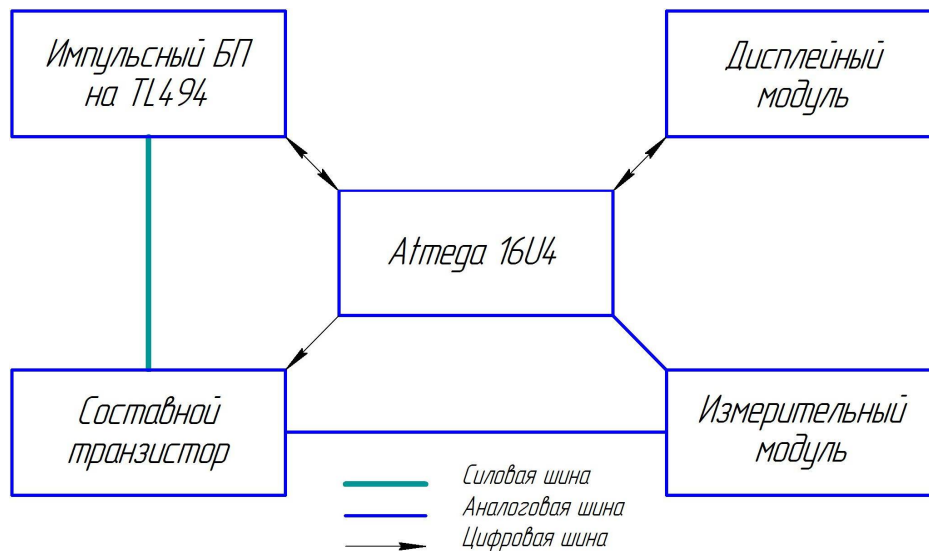 Импульсный БП
на TL494
Дисплейный
модуль
Atmega 16U4
Составной
транзистор
Измерительный
модуль
Силовая шина
Аналоговая шина
Цифровая шина